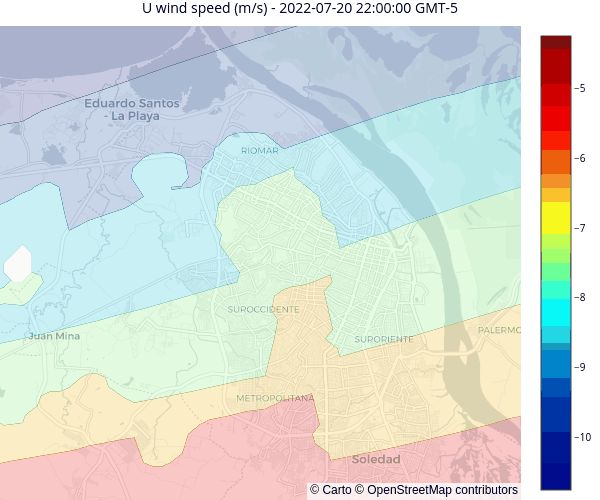 U wind speed (m/s) - 2022-07-20 22:00:00 GMT-5
Eduardo Santos
- La Playa
RIOMAR
SUROCCIDENTE
Juan Mina
SURORIENTE
PALERMO
METROPOLITANA
Soledad
© Carto © OpenStreetMap contributors
−5
−6
−7
−8
−9
−10